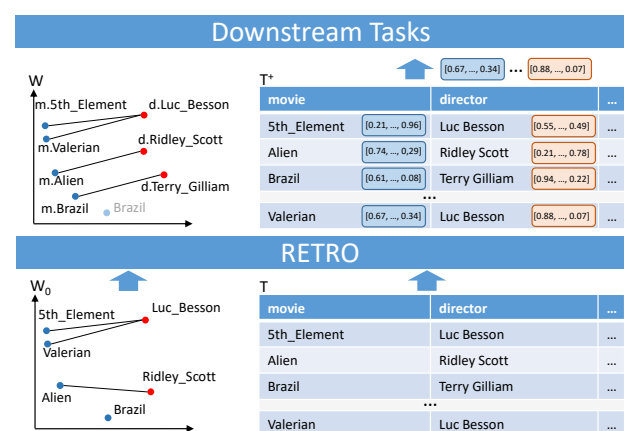 Downstream Tasks
W
m.5th_Element d.Luc_Besson
m.Valerian
d.Ridley_Scott
m.Alien
d.Terry_Gilliam
m.Brazil
Brazil
[0.67, ..., 0.34] ... [0.88, ..., 0.07]
T+
movie director ...
5th_Element [0.21, ..., 0.96] Luc Besson [0.55, ..., 0.49] ...
Alien [0.74, ..., 0,29] Ridley Scott [0.21, ..., 0.78] ...
Brazil [0.61, ..., 0.08] Terry Gilliam [0.94, ..., 0.22] ...
...
Valerian [0.67, ..., 0.34] Luc Besson [0.88, ..., 0.07] ...
RETRO
W0
5th_Element Luc_Besson
Valerian
Ridley_Scott
Alien
Brazil
T
movie director ...
5th_Element Luc Besson ...
Alien Ridley Scott ...
Brazil Terry Gilliam ...
...
Valerian Luc Besson ...